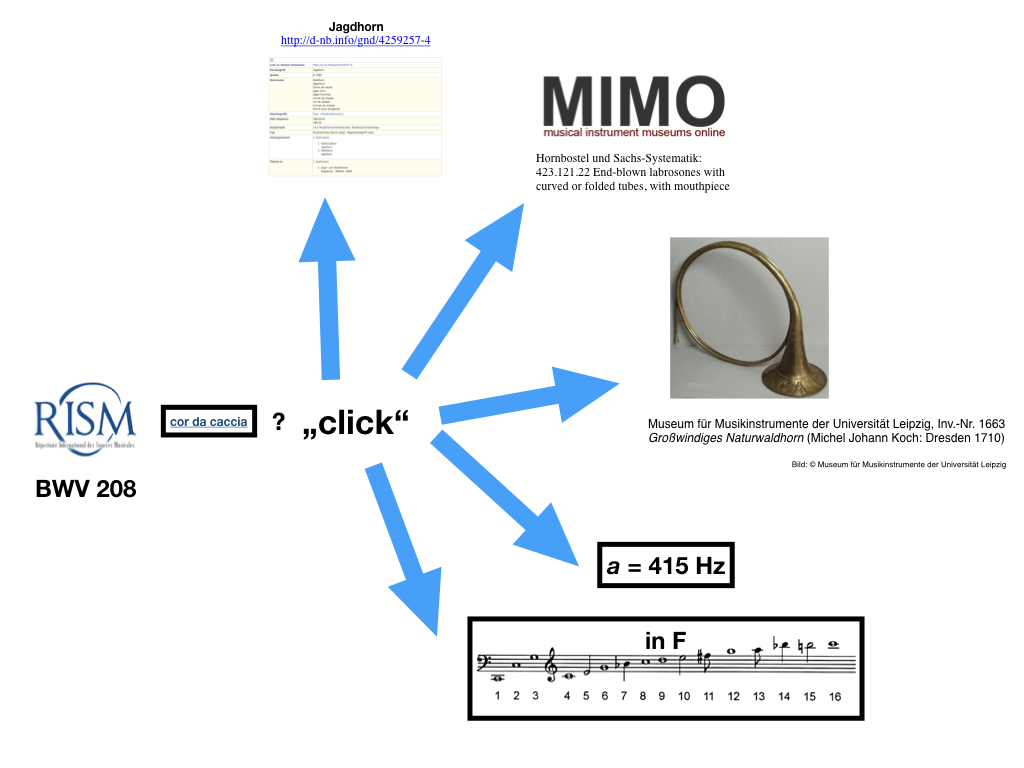 Jagdhorn
http://d-nb.info/gnd/4259257-4
MIMO
musical instrument museums online
Hornbostel und Sachs-Systematik:
423.121.22 End-blown labrosones with
curved or folded tubes, with mouthpiece
RISM
Répertoire International des Sources Musicales
BWV 208
cor da caccia
? „click“
Museum für Musikinstrumente der Universität Leipzig, Inv.-Nr. 1663
Großwindiges Naturwaldhorn (Michel Johann Koch: Dresden 1710)
Bild: © Museum für Musikinstrumente der Universität Leipzig
a = 415 Hz
in F
1 2 3 4 5 6 7 8 9 10 11 12 13 14 15 16